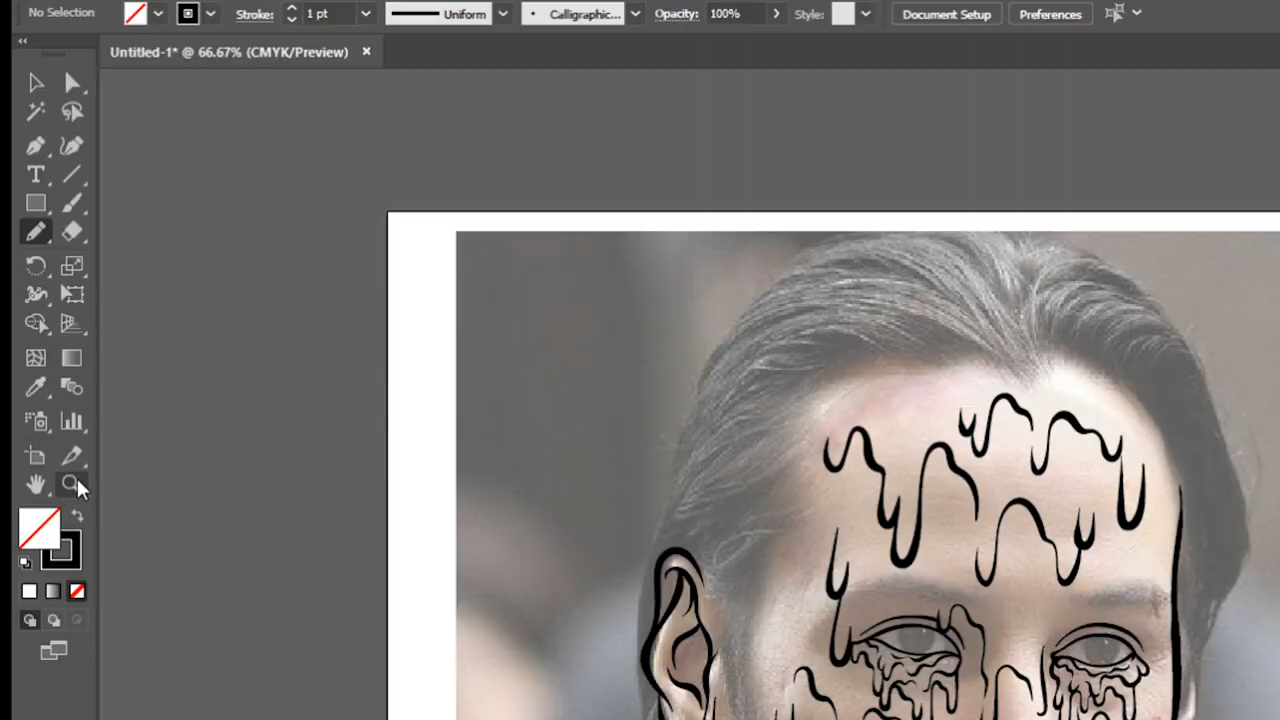 No Selection Stroke: 1 pt Uniform Calligraphic... Opacity: 100% Style: Document Setup Preferences
Untitled-1* @ 66.67% (CMYK/Preview) ×